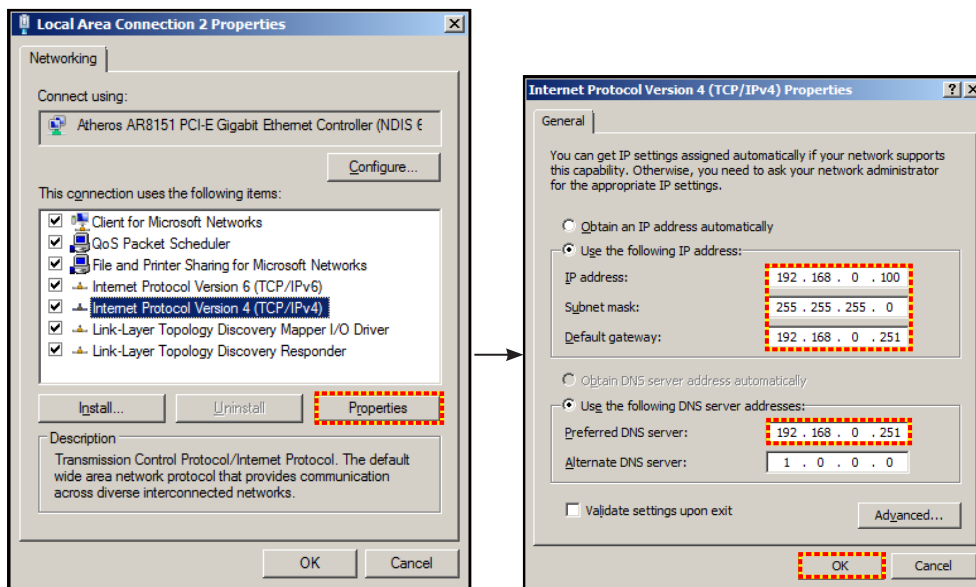 Local Area Connection 2 Properties
Networking
Connect using:
Atheros AR8151 PCI-E Gigabit Ethernet Controller (NDIS 6
Configure...
This connection uses the following items:
Client for Microsoft Networks
QoS Packet Scheduler
File and Printer Sharing for Microsoft Networks
Internet Protocol Version 6 (TCP/IPv6)
Internet Protocol Version 4 (TCP/IPv4)
Link-Layer Topology Discovery Mapper I/O Driver
Link-Layer Topology Discovery Responder
Install...
Uninstall
Properties
Description
Transmission Control Protocol/Internet Protocol. The default
wide area network protocol that provides communication
across diverse interconnected networks.
OK
Cancel
Internet Protocol Version 4 (TCP/IPv4) Properties
General
You can get IP settings assigned automatically if your network supports
this capability. Otherwise, you need to ask your network administrator
for the appropriate IP settings.
Obtain an IP address automatically
Use the following IP address:
IP address: 192 . 168 . 0 . 100
Subnet mask: 255 . 255 . 255 . 0
Default gateway: 192 . 168 . 0 . 251
Obtain DNS server address automatically
Use the following DNS server addresses:
Preferred DNS server: 192 . 168 . 0 . 251
Alternate DNS server: 1 . 0 . 0 . 0
Validate settings upon exit
Advanced...
OK
Cancel